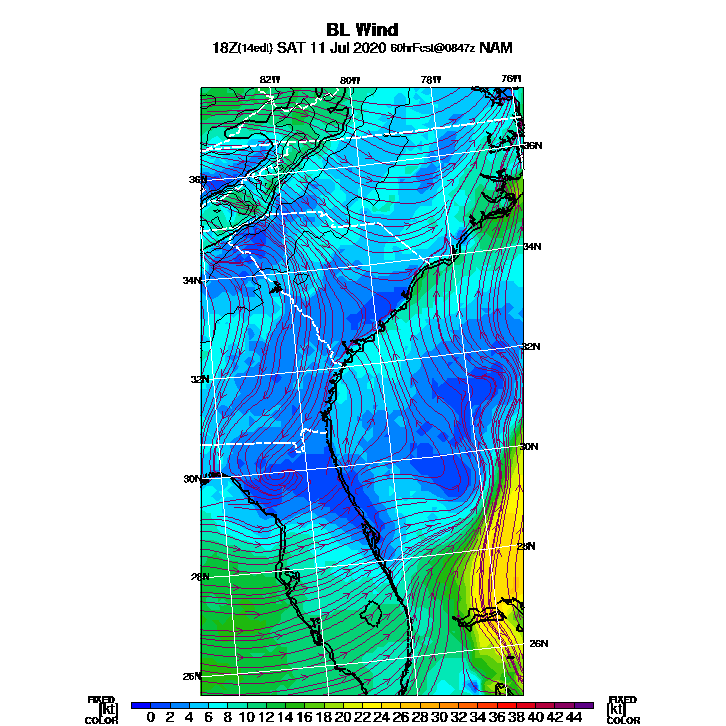 BL Wind
18Z(14edt) SAT 11 Jul 2020 60hrFcst@0847z NAM
82W 80W 78W 76W
36N 36N
34N 34N
32N 32N
30N 30N
28N 28N
26N 26N
FIXED FIXED
[kt] 0 2 4 6 8 10 12 14 16 18 20 22 24 26 28 30 32 34 36 38 40 42 44 [kt]
COLOR COLOR